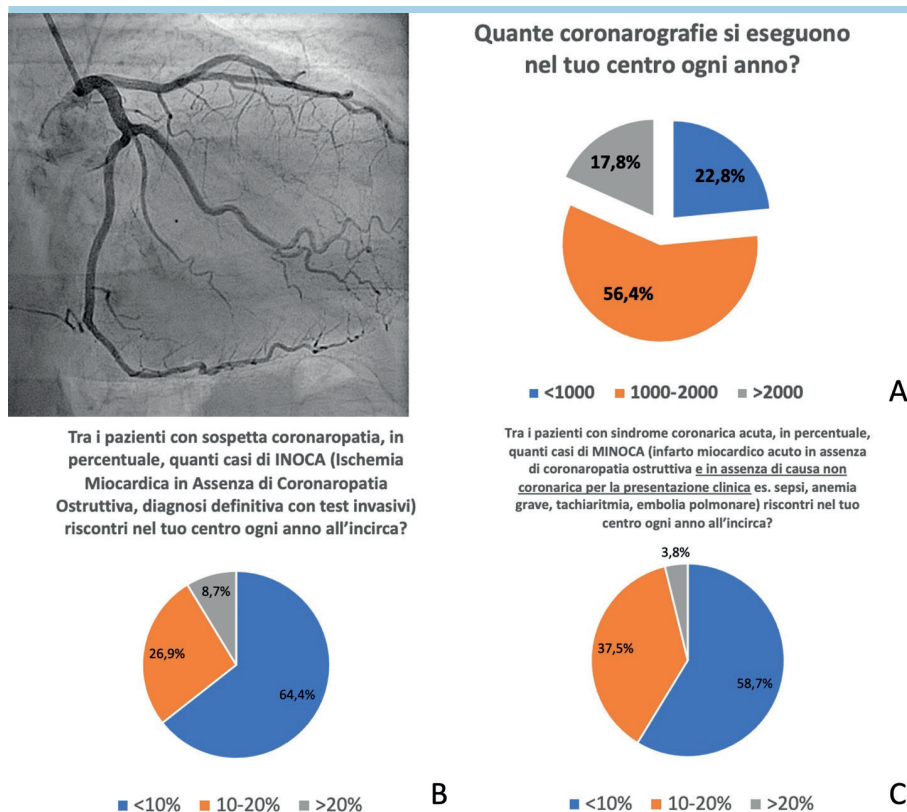 Quante coronarografie si eseguono
nel tuo centro ogni anno?
17,8%
22,8%
56,4%
<1000 1000-2000 >2000
A
Tra i pazienti con sospetta coronaropatia, in
percentuale, quanti casi di INOCA (Ischemia
Miocardica in Assenza di Coronaropatia
Ostruttiva, diagnosi definitiva con test invasivi)
riscontri nel tuo centro ogni anno all'incirca?
8,7%
26,9%
64,4%
<10% 10-20% >20%
B
Tra i pazienti con sindrome coronarica acuta, in percentuale,
quanti casi di MINOCA (infarto miocardico acuto in assenza
di coronaropatia ostruttiva e in assenza di causa non
coronarica per la presentazione clinica es. sepsi, anemia
grave, tachiaritmia, embolia polmonare) riscontri nel tuo
centro ogni anno all'incirca?
3,8%
37,5%
58,7%
<10% 10-20% >20%
C